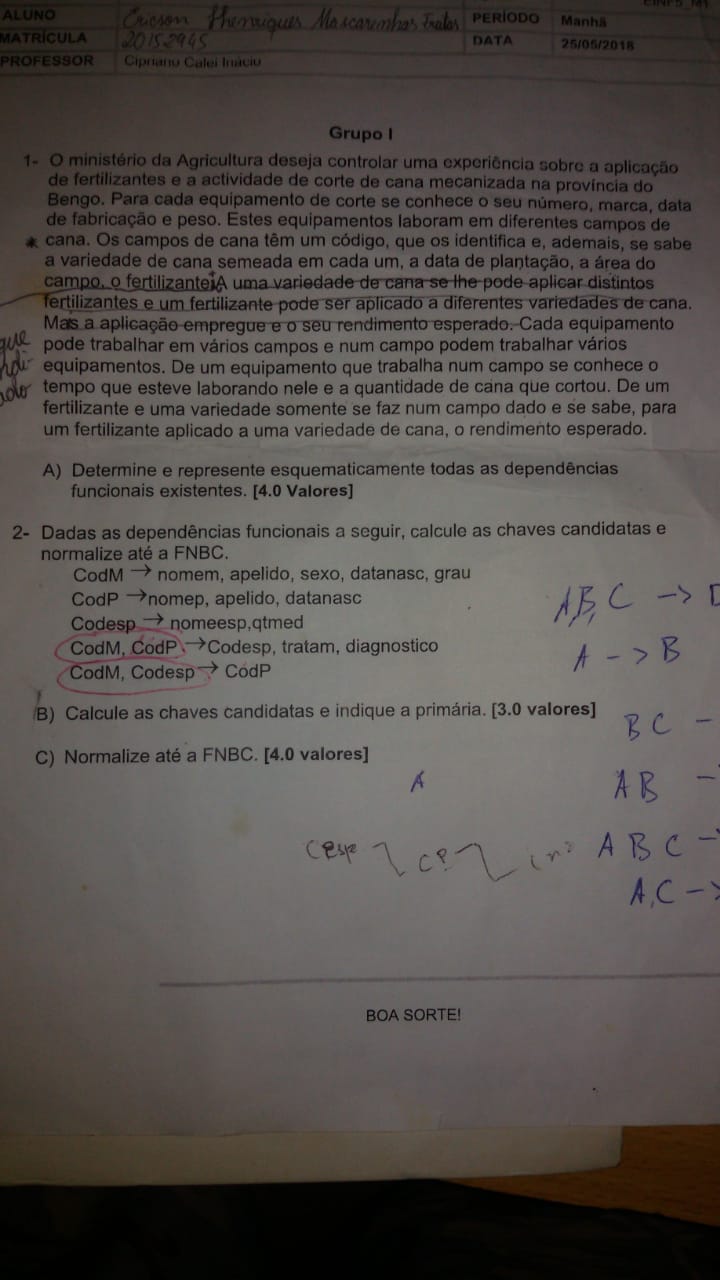 EINF5_M1
ALUNO Ericson Henriques Mascarenhas PERÍODO Manhã
MATRÍCULA 20152945 DATA 25/05/2018
PROFESSOR Cipriano Calei Inácio
Grupo I
1- O ministério da Agricultura deseja controlar uma experiência sobre a aplicação
de fertilizantes e a actividade de corte de cana mecanizada na província do
Bengo. Para cada equipamento de corte se conhece o seu número, marca, data
de fabricação e peso. Estes equipamentos laboram em diferentes campos de
* cana. Os campos de cana têm um código, que os identifica e, ademais, se sabe
a variedade de cana semeada em cada um, a data de plantação, a área do
campo, o fertilizante. A uma variedade de cana se lhe pode aplicar distintos
fertilizantes e um fertilizante pode ser aplicado a diferentes variedades de cana.
Mas a aplicação empregue e o seu rendimento esperado. Cada equipamento
pode trabalhar em vários campos e num campo podem trabalhar vários
equipamentos. De um equipamento que trabalha num campo se conhece o
tempo que esteve laborando nele e a quantidade de cana que cortou. De um
fertilizante e uma variedade somente se faz num campo dado e se sabe, para
um fertilizante aplicado a uma variedade de cana, o rendimento esperado.
A) Determine e represente esquematicamente todas as dependências
funcionais existentes. [4.0 Valores]
2- Dadas as dependências funcionais a seguir, calcule as chaves candidatas e
normalize até a FNBC.
CodM → nomem, apelido, sexo, datanasc, grau
CodP →nomep, apelido, datanasc
Codesp → nomeesp,qtmed
CodM, CodP →Codesp, tratam, diagnostico
CodM, Codesp → CodP
A,B,C -> D
A -> B
B) Calcule as chaves candidatas e indique a primária. [3.0 valores]
BC -
C) Normalize até a FNBC. [4.0 valores]
A
AB -
ABC -
A,C ->
BOA SORTE!